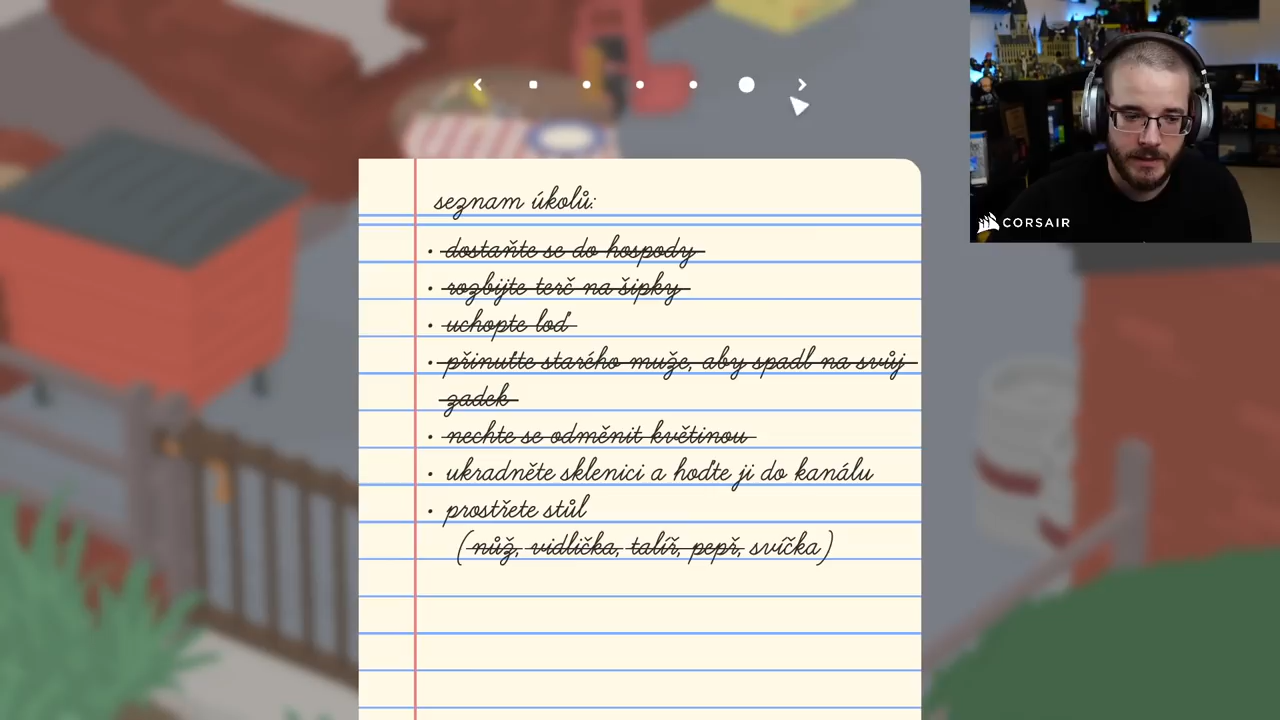 seznam úkolů:
• dostaňte se do hospody
• rozbijte terč na šipky
• uchopte loď
• přinuťte starého muže, aby spadl na svůj
zadek
• nechte se odměnit květinou
• ukradněte sklenici a hoďte ji do kanálu
• prostřete stůl
(nůž, vidlička, talíř, pepř, svíčka)
CORSAIR